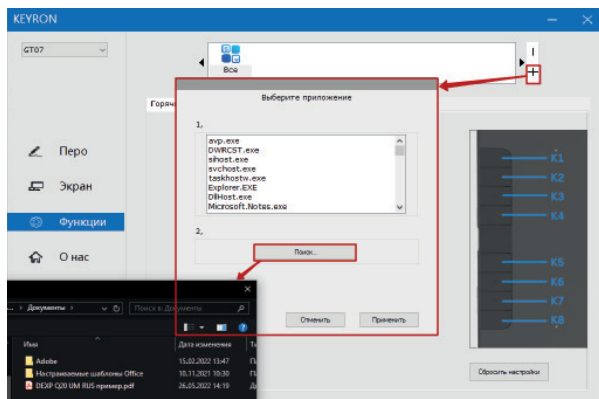 KEYRON
GT07
Все
Горяч
Выберите приложение
1,
avp.exe
DWRCST.exe
sihost.exe
svchost.exe
taskhostw.exe
Explorer.EXE
DllHost.exe
Microsoft.Notes.exe
2,
Поиск..
Отменить
Применить
Перо
Экран
Функции
О нас
K1
K2
K3
K4
K5
K6
K7
K8
Сбросить настройки
Документы
Поиск в: Документы
Имя
Дата изменения
Adobe
15.02.2022 13:47
Настраиваемые шаблоны Office
10.11.2021 10:30
DEXP Q20 UM RUS пример.pdf
26.05.2022 14:19